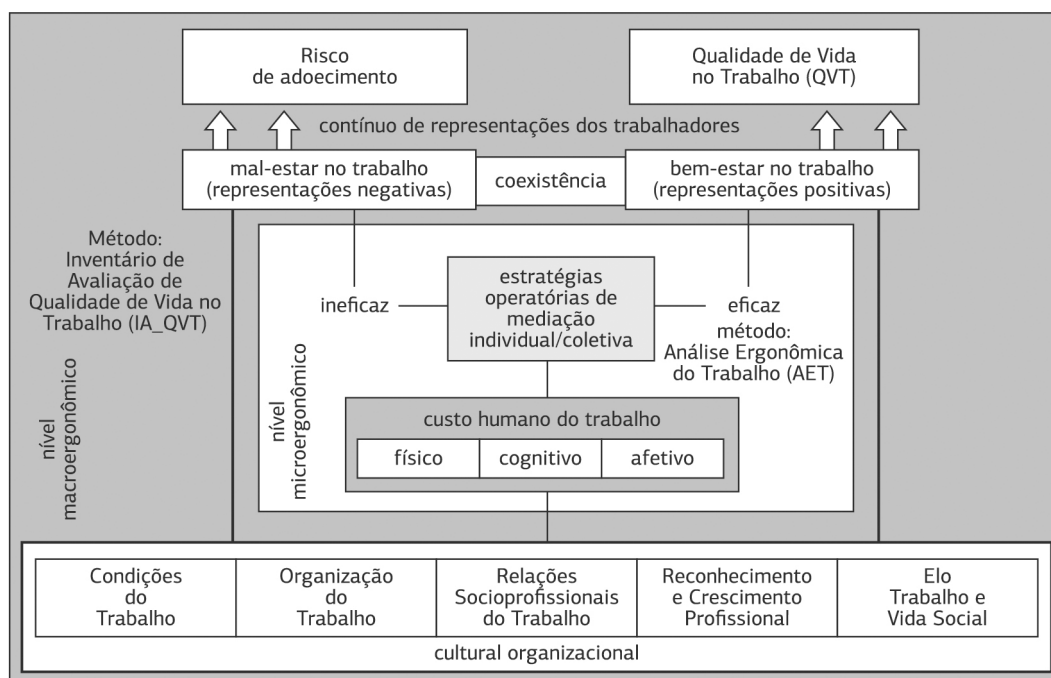 Risco
de adoecimento
Qualidade de Vida
no Trabalho (QVT)
contínuo de representações dos trabalhadores
mal-estar no trabalho
(representações negativas)
coexistência
bem-estar no trabalho
(representações positivas)
Método:
Inventário de
Avaliação de
Qualidade de Vida no
Trabalho (IA_QVT)
nível
macroergonômico
ineficaz
estratégias
operatórias de
mediação
individual/coletiva
eficaz
método:
Análise Ergonômica
do Trabalho (AET)
nível
microergonômico
custo humano do trabalho
físico
cognitivo
afetivo
Condições
do
Trabalho
Organização
do
Trabalho
Relações
Socioprofissionais
do Trabalho
Reconhecimento
e Crescimento
Profissional
Elo
Trabalho e
Vida Social
cultural organizacional